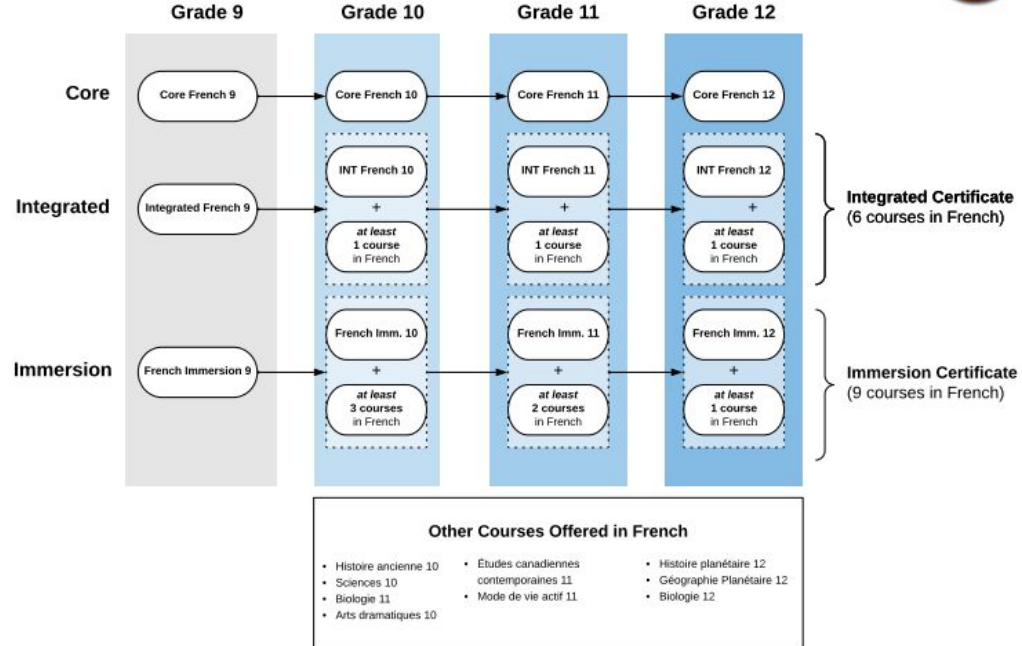 Grade 9
Grade 10
Grade 11
Grade 12
Core
Core French 9
Core French 10
Core French 11
Core French 12
Integrated
Integrated French 9
INT French 10
+
at least
1 course
in French
INT French 11
+
at least
1 course
in French
INT French 12
+
at least
1 course
in French
Integrated Certificate
(6 courses in French)
Immersion
French Immersion 9
French Imm. 10
+
at least
3 courses
in French
French Imm. 11
+
at least
2 courses
in French
French Imm. 12
+
at least
1 course
in French
Immersion Certificate
(9 courses in French)
Other Courses Offered in French
• Histoire ancienne 10
• Sciences 10
• Biologie 11
• Arts dramatiques 10
• Études canadiennes
contemporaines 11
• Mode de vie actif 11
• Histoire planétaire 12
• Géographie Planétaire 12
• Biologie 12